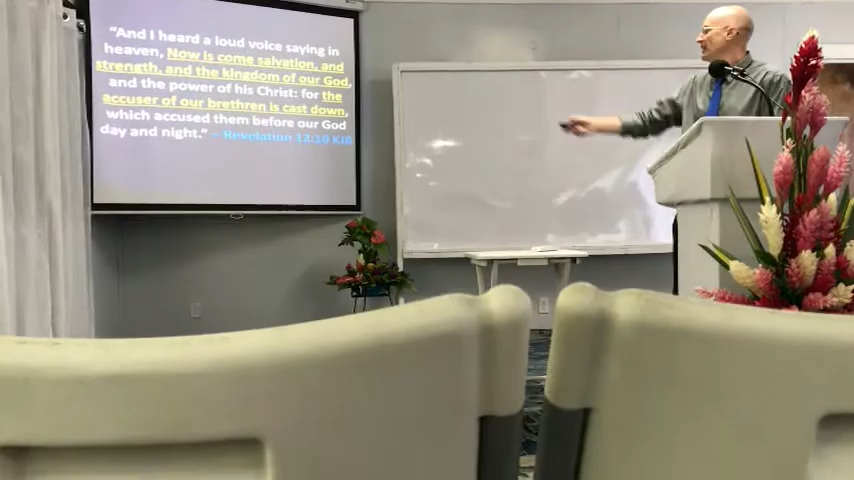 “And I heard a loud voice saying in
heaven, Now is come salvation, and
strength, and the kingdom of our God,
and the power of his Christ: for the
accuser of our brethren is cast down,
which accused them before our God
day and night.” – Revelation 12:10 KJB